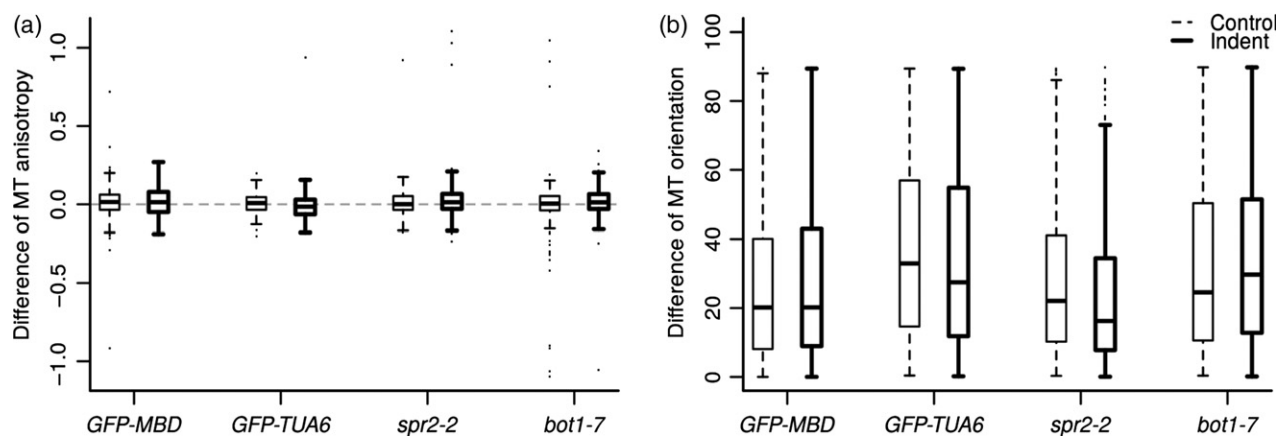 (a)
Difference of MT anisotropy
1.0
0.5
0.0
−0.5
−1.0
GFP-MBD GFP-TUA6 spr2-2 bot1-7
(b)
Control
Indent
Difference of MT orientation
100
80
60
40
20
0
GFP-MBD GFP-TUA6 spr2-2 bot1-7